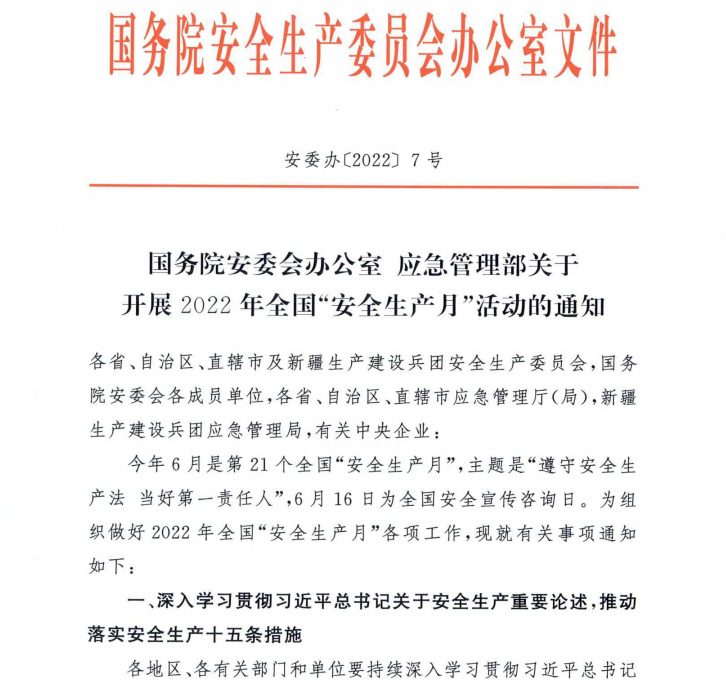 国务院安全生产委员会办公室文件
安委办〔2022〕7号
国务院安委会办公室 应急管理部关于
开展 2022 年全国“安全生产月”活动的通知
各省、自治区、直辖市及新疆生产建设兵团安全生产委员会,国务
院安委会各成员单位,各省、自治区、直辖市应急管理厅(局),新疆
生产建设兵团应急管理局,有关中央企业:
今年6月是第21个全国“安全生产月”,主题是“遵守安全生
产法 当好第一责任人”,6月16日为全国安全宣传咨询日。为组
织做好2022年全国“安全生产月”各项工作,现就有关事项通知
如下:
一、深入学习贯彻习近平总书记关于安全生产重要论述,推动
落实安全生产十五条措施
各地区、各有关部门和单位要持续深入学习贯彻习近平总书记